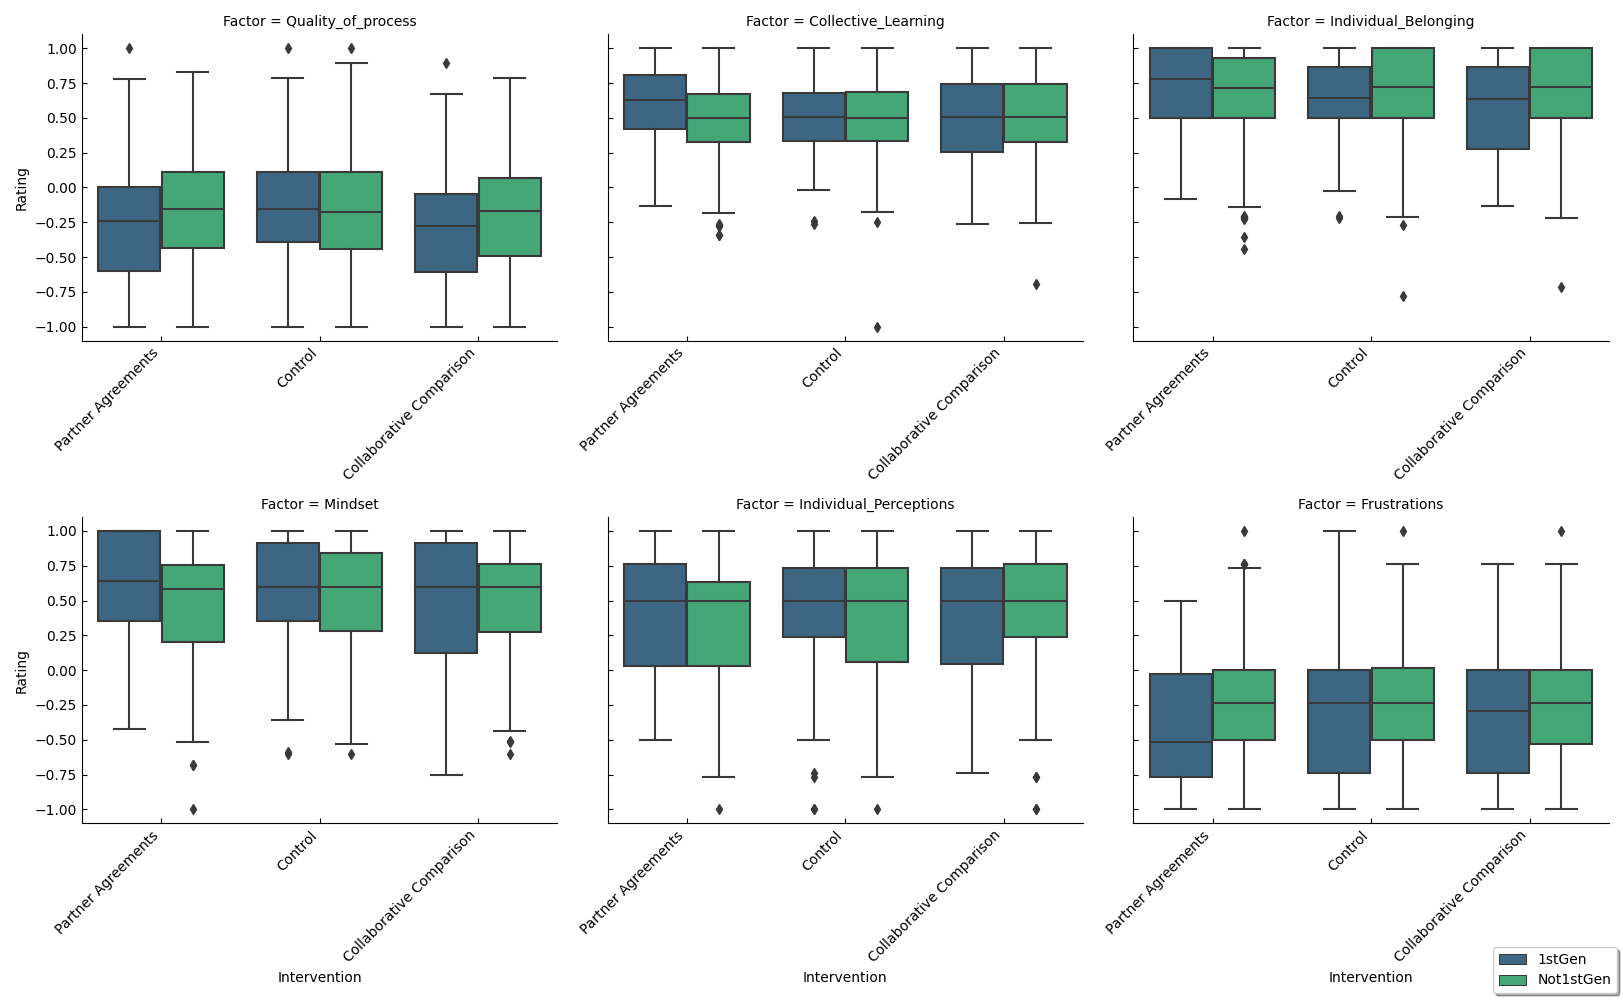 Factor = Quality_of_process
Factor = Collective_Learning
Factor = Individual_Belonging
1.00
0.75
0.50
0.25
0.00
−0.25
−0.50
−0.75
−1.00
Rating
Partner Agreements
Control
Collaborative Comparison
Partner Agreements
Control
Collaborative Comparison
Partner Agreements
Control
Collaborative Comparison
Factor = Mindset
Factor = Individual_Perceptions
Factor = Frustrations
1.00
0.75
0.50
0.25
0.00
−0.25
−0.50
−0.75
−1.00
Rating
Partner Agreements
Control
Collaborative Comparison
Partner Agreements
Control
Collaborative Comparison
Partner Agreements
Control
Collaborative Comparison
Intervention
Intervention
Intervention
1stGen
Not1stGen